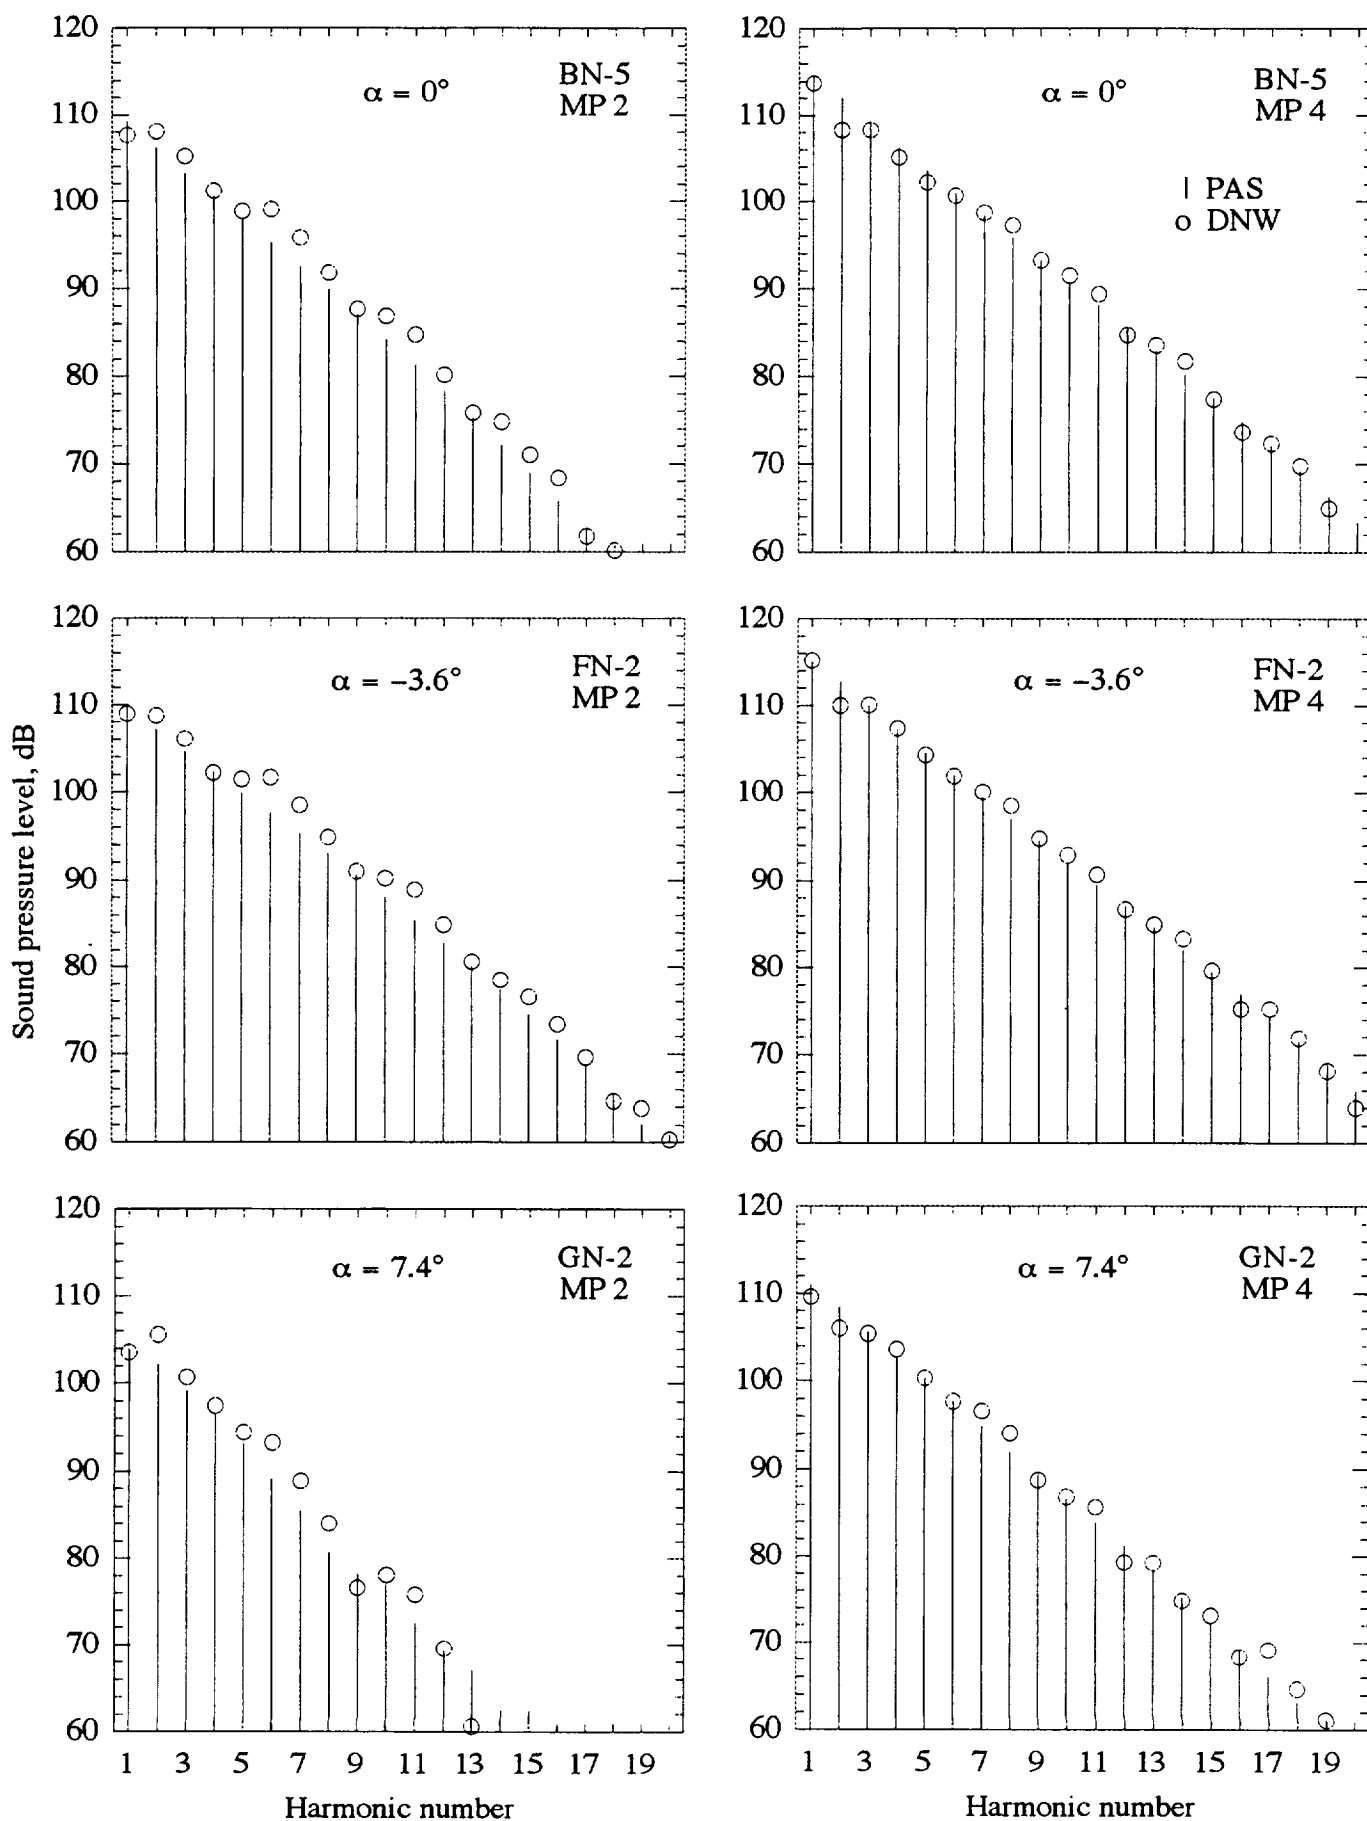 120
110
100
90
80
70
60
α = 0°
BN-5
MP 2
120
110
100
90
80
70
60
α = 0°
BN-5
MP 4
| PAS
o DNW
Sound pressure level, dB
120
110
100
90
80
70
60
α = −3.6°
FN-2
MP 2
120
110
100
90
80
70
60
α = −3.6°
FN-2
MP 4
120
110
100
90
80
70
60
α = 7.4°
GN-2
MP 2
1 3 5 7 9 11 13 15 17 19
Harmonic number
120
110
100
90
80
70
60
α = 7.4°
GN-2
MP 4
1 3 5 7 9 11 13 15 17 19
Harmonic number